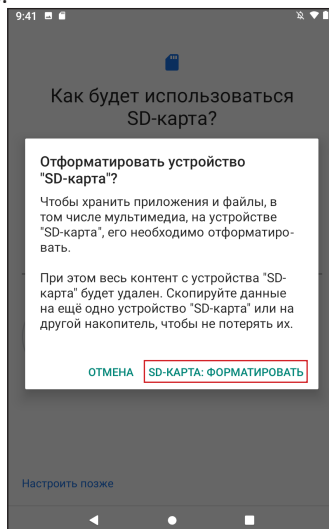 9:41
Как будет использоваться
SD-карта?
Отформатировать устройство
"SD-карта"?
Чтобы хранить приложения и файлы, в
том числе мультимедиа, на устройстве
"SD-карта", его необходимо отформатиро-
вать.
При этом весь контент с устройства "SD-
карта" будет удален. Скопируйте данные
на ещё одно устройство "SD-карта" или на
другой накопитель, чтобы не потерять их.
ОТМЕНА SD-КАРТА: ФОРМАТИРОВАТЬ
Настроить позже